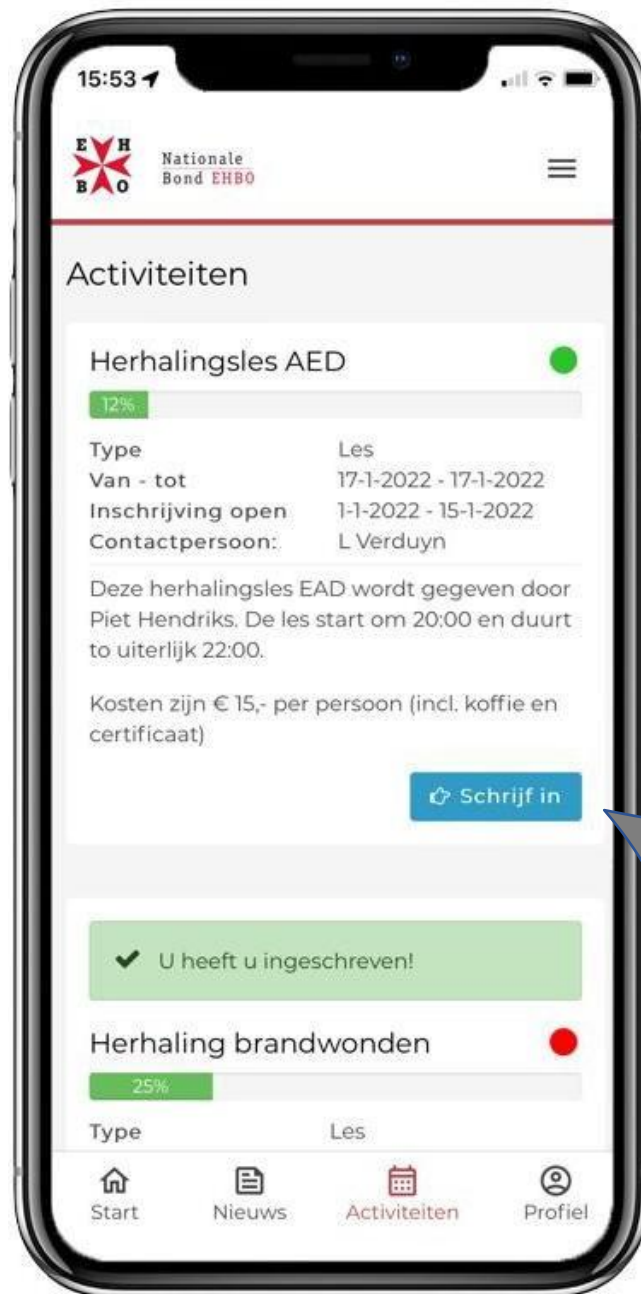 15:53
E H
B O
Nationale
Bond EHBO
Activiteiten
Herhalingsles AED
12%
Type Les
Van - tot 17-1-2022 - 17-1-2022
Inschrijving open 1-1-2022 - 15-1-2022
Contactpersoon: L Verduyn
Deze herhalingsles EAD wordt gegeven door
Piet Hendriks. De les start om 20:00 en duurt
to uiterlijk 22:00.
Kosten zijn € 15,- per persoon (incl. koffie en
certificaat)
Schrijf in
U heeft u ingeschreven!
Herhaling brandwonden
25%
Type Les
Start Nieuws Activiteiten Profiel